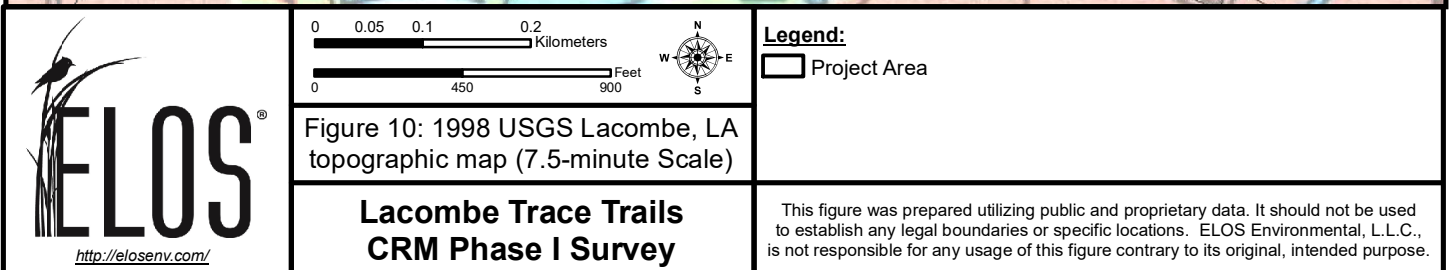 ELOS®
http://elosenv.com/
0 0.05 0.1 0.2
Kilometers
Feet
0 450 900
N
W E
S
Figure 10: 1998 USGS Lacombe, LA
topographic map (7.5-minute Scale)
Lacombe Trace Trails
CRM Phase I Survey
Legend:
Project Area
This figure was prepared utilizing public and proprietary data. It should not be used
to establish any legal boundaries or specific locations. ELOS Environmental, L.L.C.,
is not responsible for any usage of this figure contrary to its original, intended purpose.